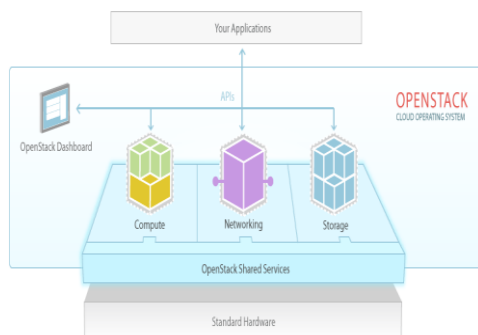 Your Applications
APIs
OPENSTACK
CLOUD OPERATING SYSTEM
OpenStack Dashboard
Compute
Networking
Storage
OpenStack Shared Services
Standard Hardware